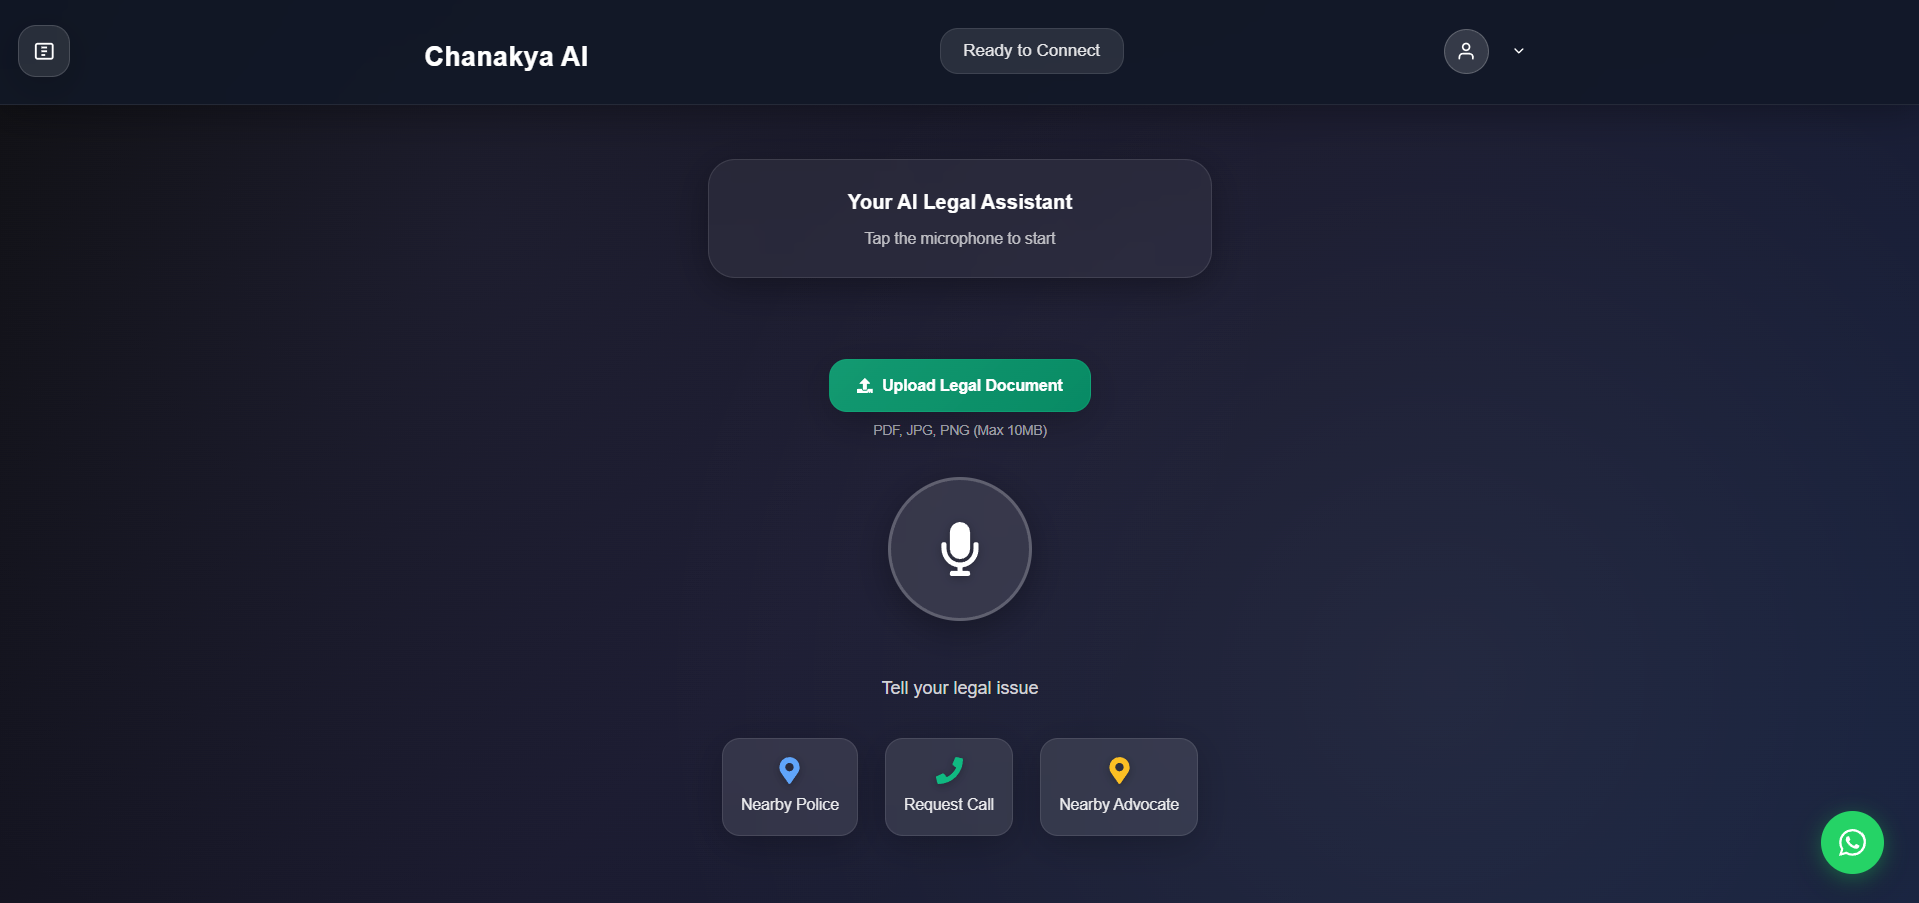 Chanakya AI
Ready to Connect
Your AI Legal Assistant
Tap the microphone to start
Upload Legal Document
PDF, JPG, PNG (Max 10MB)
Tell your legal issue
Nearby Police
Request Call
Nearby Advocate